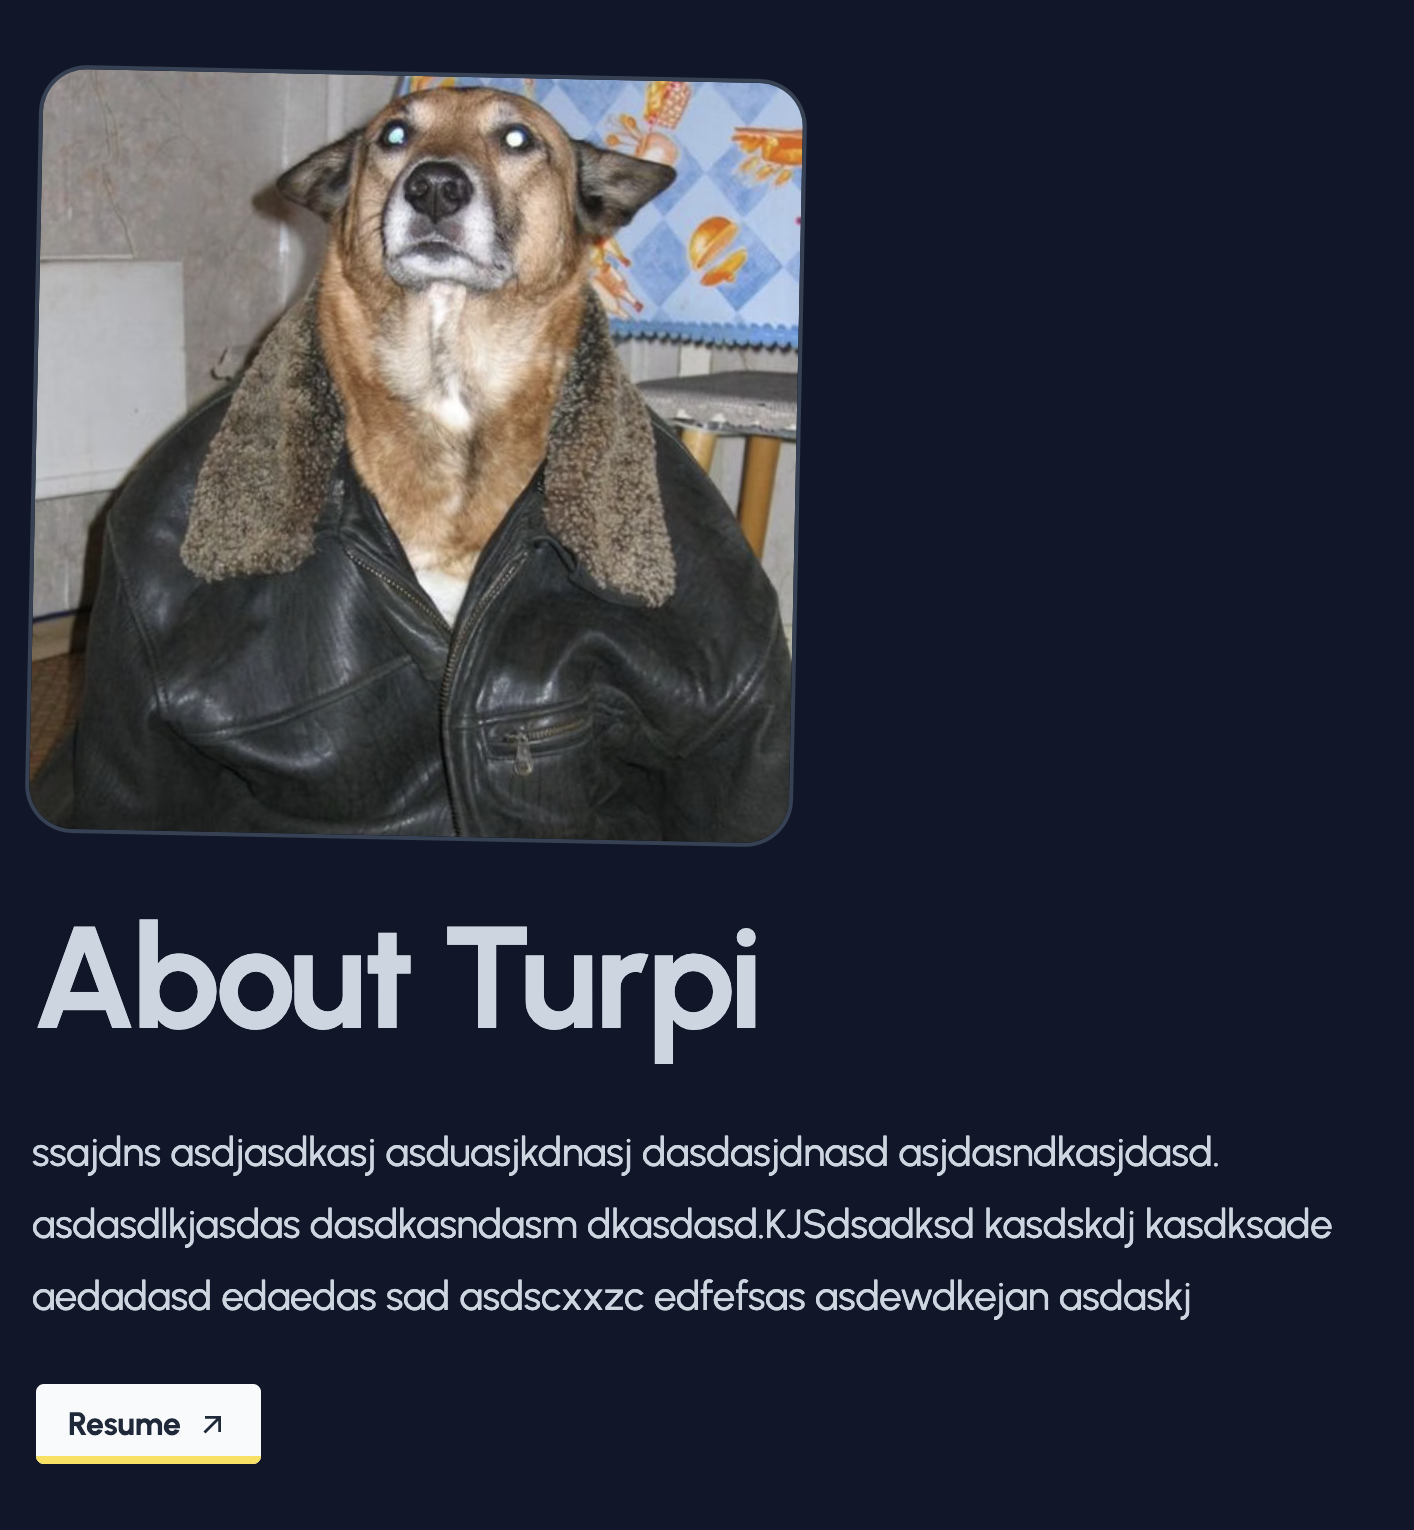 About Turpi
ssajdns asdjasdkasj asduasjkdnasj dasdasjdnasd asjdasndkasjdasd.
asdasdlkjasdas dasdkasndasm dkasdasd.KJSdsadksd kasdskdj kasdksade
aedadasd edaedas sad asdscxxzc edfefsas asdewdkejan asdaskj
Resume